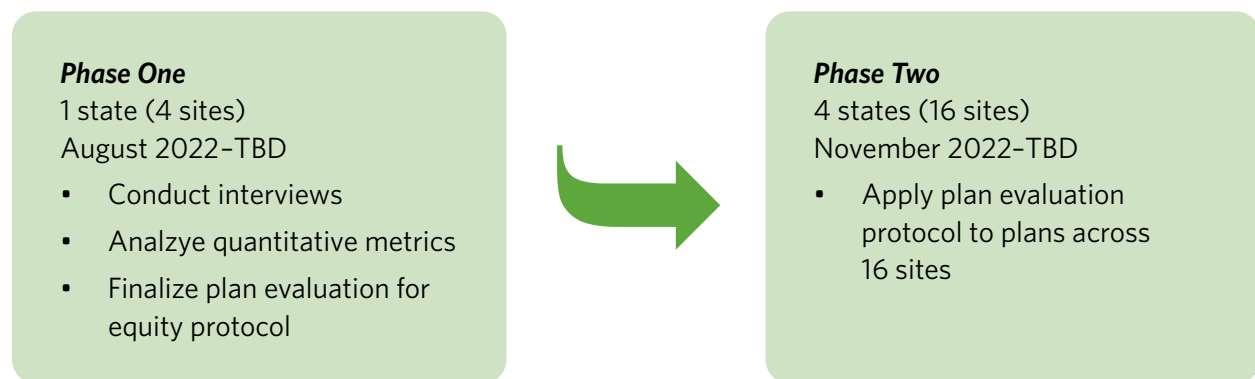 Phase One
1 state (4 sites)
August 2022–TBD
▪ Conduct interviews
▪ Analzye quantitative metrics
▪ Finalize plan evaluation for
equity protocol
Phase Two
4 states (16 sites)
November 2022–TBD
▪ Apply plan evaluation
protocol to plans across
16 sites